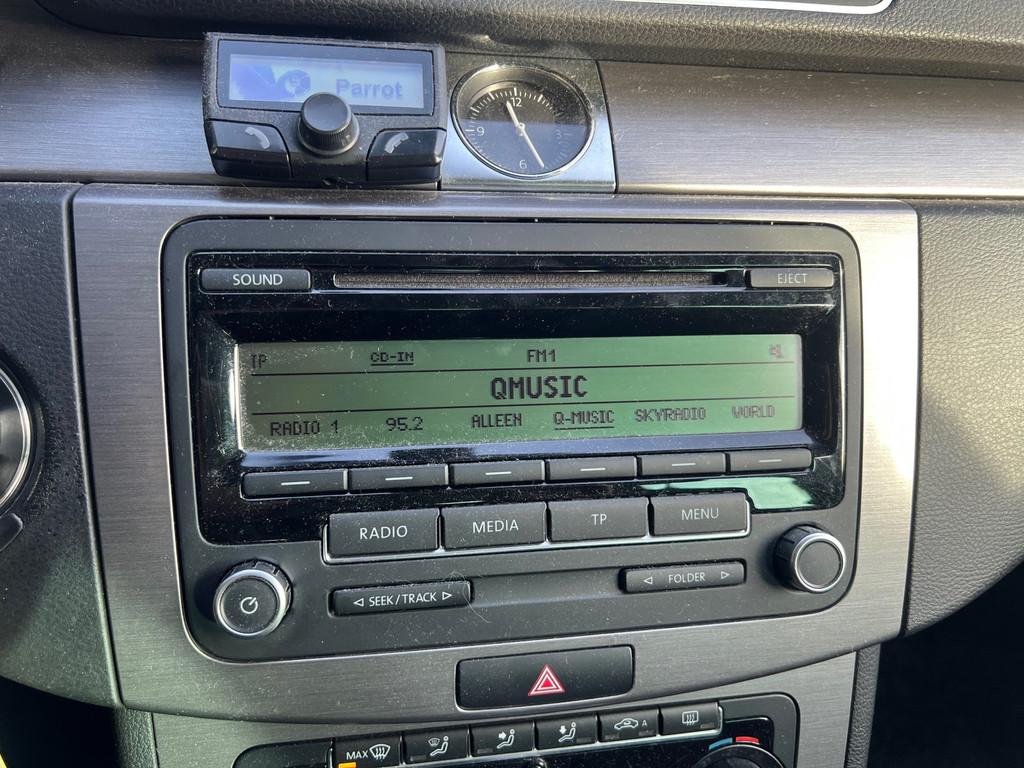 Parrot
12
9 3
6
SOUND
EJECT
TP CD-IN FM1
QMUSIC
RADIO 1 95.2 ALLEEN Q-MUSIC SKYRADIO WORLD
RADIO MEDIA TP MENU
SEEK/TRACK
FOLDER
MAX A